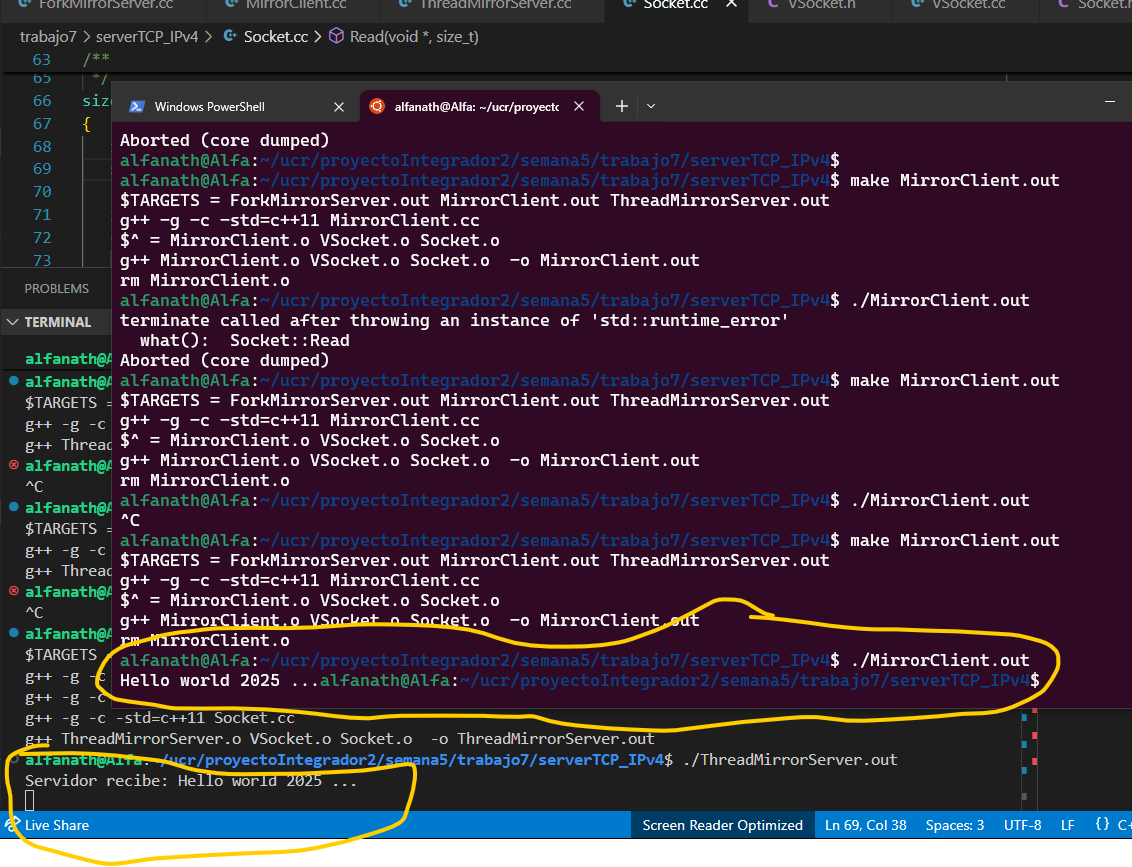 ForkMirrorServer.cc MirrorClient.cc ThreadMirrorServer.cc Socket.cc VSocket.h VSocket.cc Socket.h
trabajo7 > serverTCP_IPv4 > Socket.cc > Read(void *, size_t)
63 /**
65 */
66 siz
67 {
68
69
70
71
72
73
PROBLEMS
TERMINAL
alfanath@A
alfanath@A
$TARGETS =
g++ -g -c
g++ Thread
alfanath@A
^C
alfanath@A
$TARGETS =
g++ -g -c
g++ Thread
alfanath@A
^C
alfanath@A
$TARGETS
g++ -g -c
g++ -g -c
g++ -g -c -std=c++11 Socket.cc
g++ ThreadMirrorServer.o VSocket.o Socket.o -o ThreadMirrorServer.out
alfanath@Alfa:~/ucr/proyectoIntegrador2/semana5/trabajo7/serverTCP_IPv4$ ./ThreadMirrorServer.out
Servidor recibe: Hello world 2025 ...
Windows PowerShell
alfanath@Alfa: ~/ucr/proyecto
Aborted (core dumped)
alfanath@Alfa:~/ucr/proyectoIntegrador2/semana5/trabajo7/serverTCP_IPv4$
alfanath@Alfa:~/ucr/proyectoIntegrador2/semana5/trabajo7/serverTCP_IPv4$ make MirrorClient.out
$TARGETS = ForkMirrorServer.out MirrorClient.out ThreadMirrorServer.out
g++ -g -c -std=c++11 MirrorClient.cc
$^ = MirrorClient.o VSocket.o Socket.o
g++ MirrorClient.o VSocket.o Socket.o -o MirrorClient.out
rm MirrorClient.o
alfanath@Alfa:~/ucr/proyectoIntegrador2/semana5/trabajo7/serverTCP_IPv4$ ./MirrorClient.out
terminate called after throwing an instance of 'std::runtime_error'
what(): Socket::Read
Aborted (core dumped)
alfanath@Alfa:~/ucr/proyectoIntegrador2/semana5/trabajo7/serverTCP_IPv4$ make MirrorClient.out
$TARGETS = ForkMirrorServer.out MirrorClient.out ThreadMirrorServer.out
g++ -g -c -std=c++11 MirrorClient.cc
$^ = MirrorClient.o VSocket.o Socket.o
g++ MirrorClient.o VSocket.o Socket.o -o MirrorClient.out
rm MirrorClient.o
alfanath@Alfa:~/ucr/proyectoIntegrador2/semana5/trabajo7/serverTCP_IPv4$ ./MirrorClient.out
^C
alfanath@Alfa:~/ucr/proyectoIntegrador2/semana5/trabajo7/serverTCP_IPv4$ make MirrorClient.out
$TARGETS = ForkMirrorServer.out MirrorClient.out ThreadMirrorServer.out
g++ -g -c -std=c++11 MirrorClient.cc
$^ = MirrorClient.o VSocket.o Socket.o
g++ MirrorClient.o VSocket.o Socket.o -o MirrorClient.out
rm MirrorClient.o
alfanath@Alfa:~/ucr/proyectoIntegrador2/semana5/trabajo7/serverTCP_IPv4$ ./MirrorClient.out
Hello world 2025 ...alfanath@Alfa:~/ucr/proyectoIntegrador2/semana5/trabajo7/serverTCP_IPv4$
Live Share Screen Reader Optimized Ln 69, Col 38 Spaces: 3 UTF-8 LF {} C+